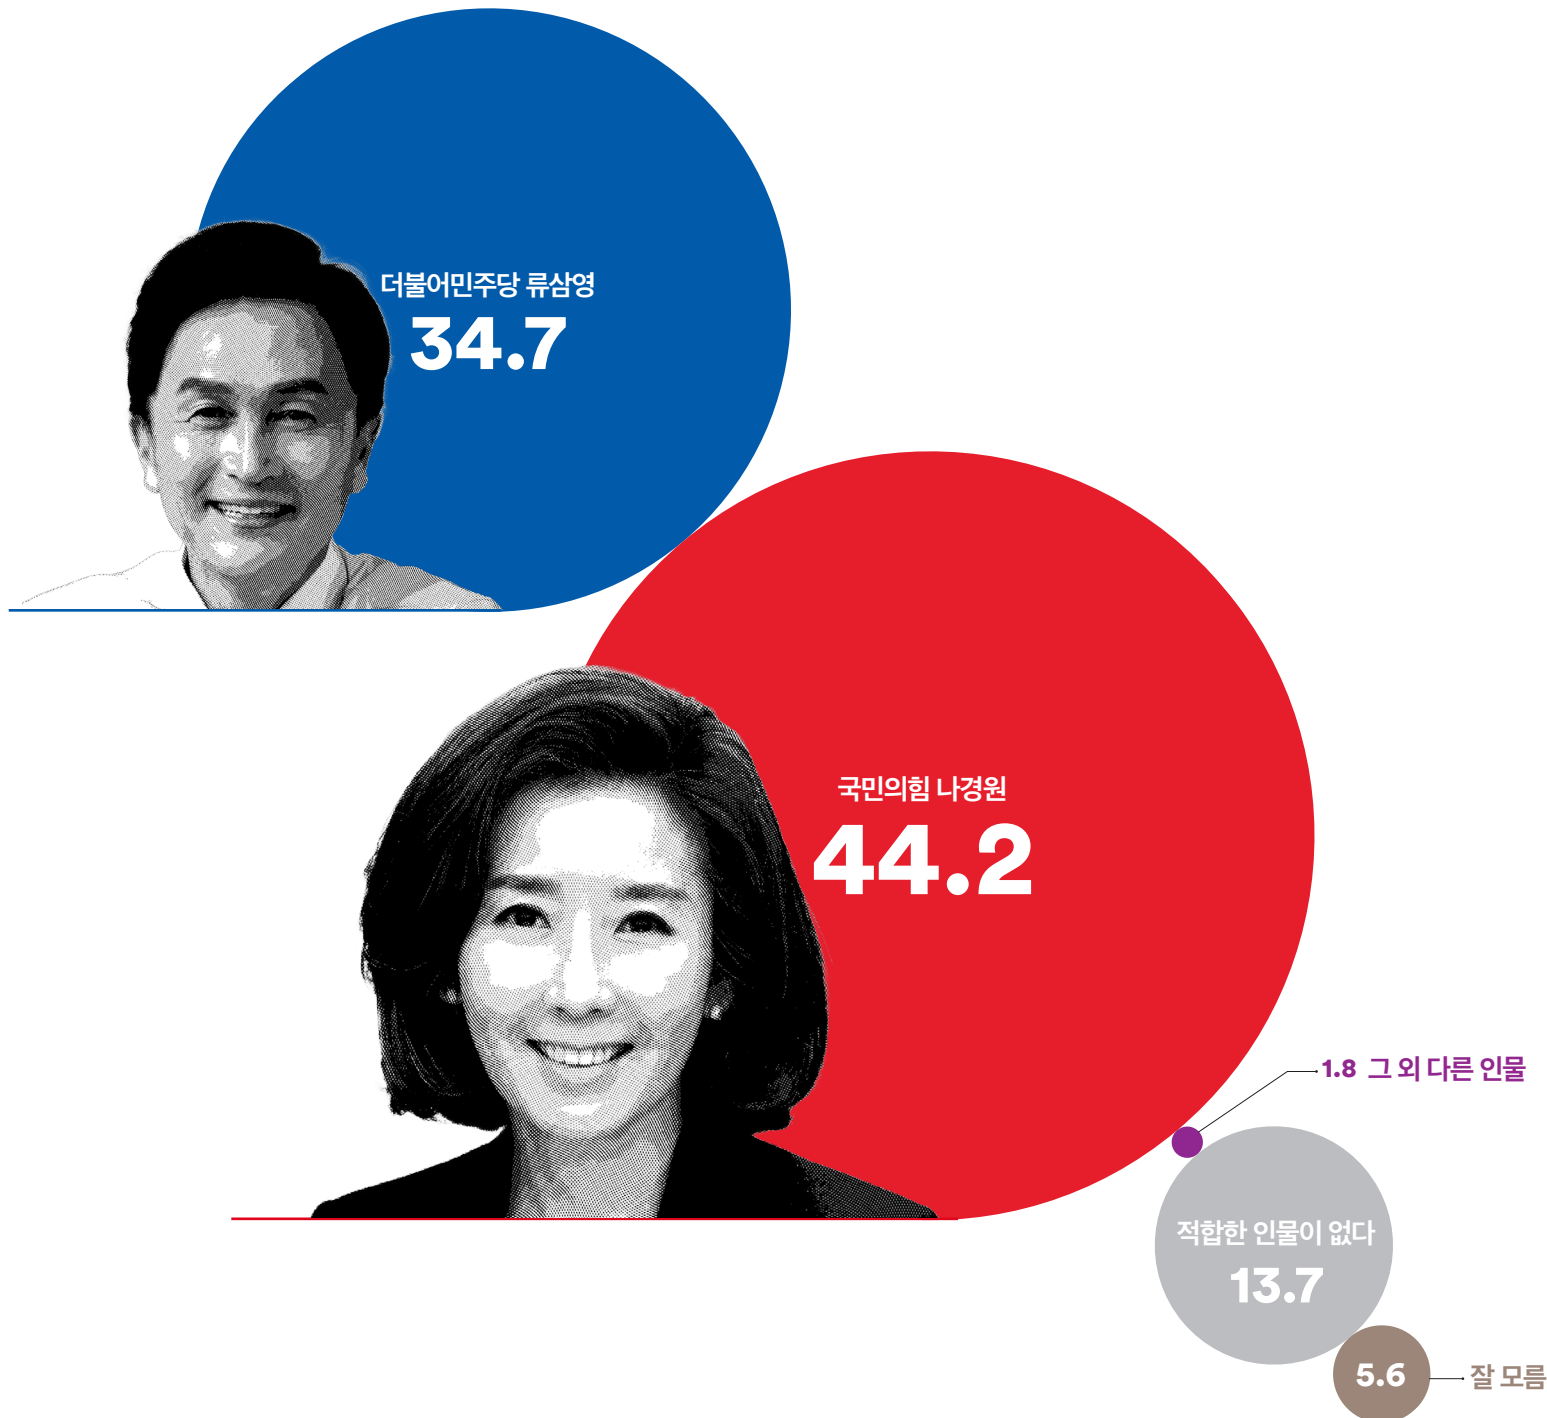 더불어민주당 류삼영
34.7
국민의힘 나경원
44.2
1.8 그 외 다른 인물
적합한 인물이 없다
13.7
5.6 잘 모름